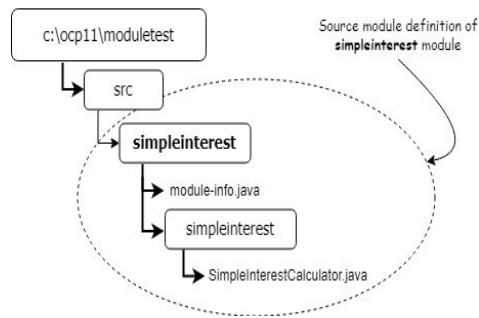 c:\ocp11\moduletest
Source module definition of
simpleinterest module
src
simpleinterest
module-info.java
simpleinterest
SimpleInterestCalculator.java